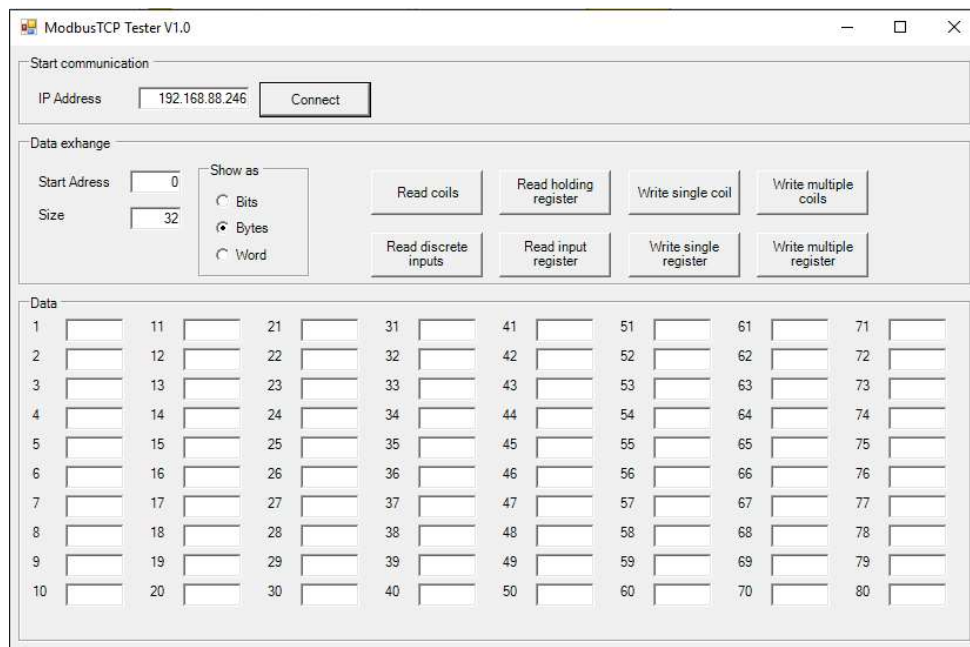 ModbusTCP Tester V1.0
Start communication
IP Address 192.168.88.246 Connect
Data exhange
Start Adress 0
Size 32
Show as
Bits
Bytes
Word
Read coils
Read holding
register
Write single coil
Write multiple
coils
Read discrete
inputs
Read input
register
Write single
register
Write multiple
register
Data
1 11 21 31 41 51 61 71
2 12 22 32 42 52 62 72
3 13 23 33 43 53 63 73
4 14 24 34 44 54 64 74
5 15 25 35 45 55 65 75
6 16 26 36 46 56 66 76
7 17 27 37 47 57 67 77
8 18 28 38 48 58 68 78
9 19 29 39 49 59 69 79
10 20 30 40 50 60 70 80